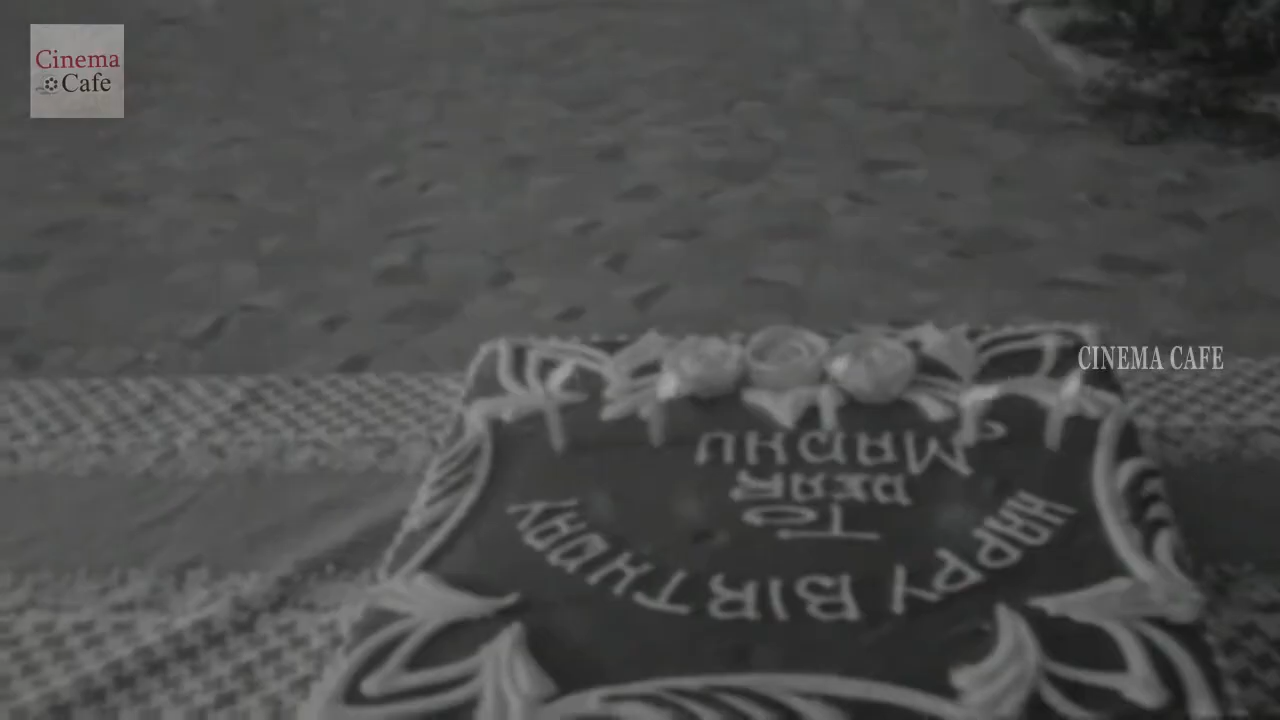 Cinema
Cafe
CINEMA CAFE
HAPPY BIRTHDAY
To
DEAR
MADHU